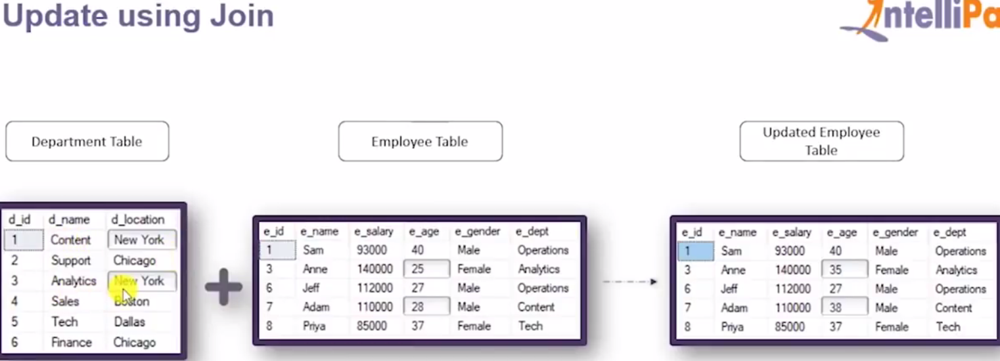 Update using Join
IntelliPa
Department Table
Employee Table
Updated Employee
Table
d_id d_name d_location
1 Content New York
2 Support Chicago
3 Analytics New York
4 Sales Boston
5 Tech Dallas
6 Finance Chicago
e_id e_name e_salary e_age e_gender e_dept
1 Sam 93000 40 Male Operations
3 Anne 140000 25 Female Analytics
6 Jeff 112000 27 Male Operations
7 Adam 110000 28 Male Content
8 Priya 85000 37 Female Tech
e_id e_name e_salary e_age e_gender e_dept
1 Sam 93000 40 Male Operations
3 Anne 140000 35 Female Analytics
6 Jeff 112000 27 Male Operations
7 Adam 110000 38 Male Content
8 Priya 85000 37 Female Tech